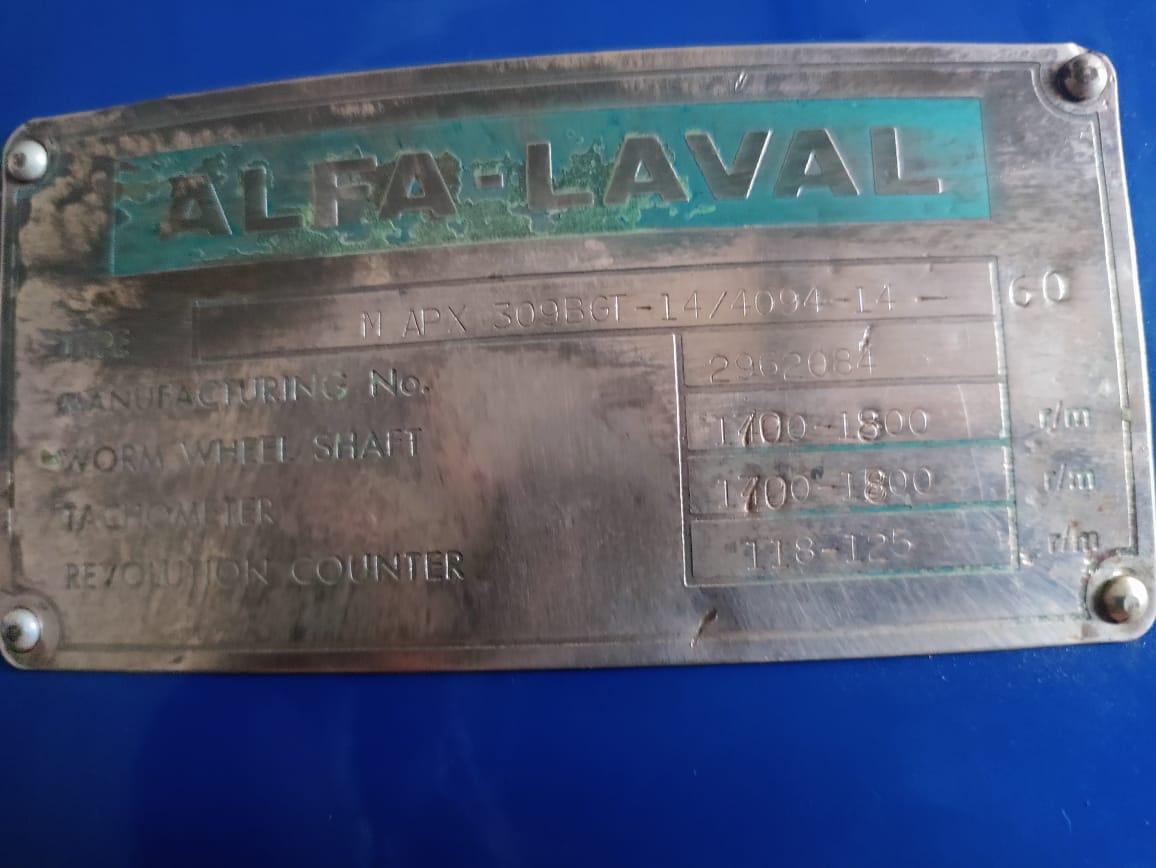 ALFA-LAVAL
TYPE M APX 309BGT-14/4094-14 - 60
MANUFACTURING No. 2962084
WORM WHEEL SHAFT 1700-1800 r/m
TACHOMETER 1700-1800 r/m
REVOLUTION COUNTER 118-125 r/m